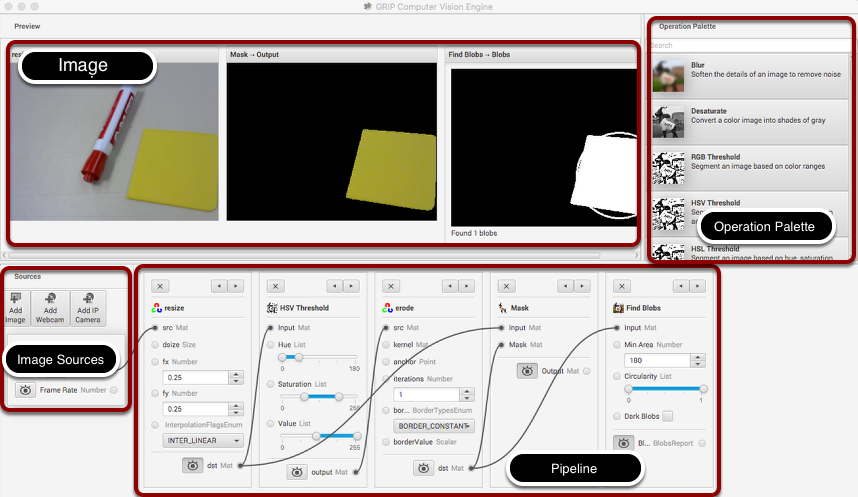 GRIP Computer Vision Engine
Preview
Operation Palette
Image
Mask → Output
Find Blobs → Blobs
Found 1 blobs
Search
Blur
Soften the details of an image to remove noise
Desaturate
Convert a color image into shades of gray
RGB Threshold
Segment an image based on color ranges
HSV Threshold
Operation Palette
HSL Threshold
Segment an image based on hue, saturation
Sources
Add Image
Add Webcam
Add IP Camera
Image Sources
Frame Rate Number
resize
src Mat
dsize Size
fx Number
0.25
fy Number
0.25
InterpolationFlagsEnum
INTER_LINEAR
dst Mat
HSV Threshold
Input Mat
Hue List
0 180
Saturation List
0 255
Value List
0 255
output Mat
erode
src Mat
kernel Mat
anchor Point
iterations Number
1
bor... BorderTypesEnum
BORDER_CONSTANT
borderValue Scalar
dst Mat
Mask
Input Mat
Mask Mat
Output Mat
Find Blobs
Input Mat
Min Area Number
180
Circularity List
0 1
Dark Blobs
Bl... BlobsReport
Pipeline